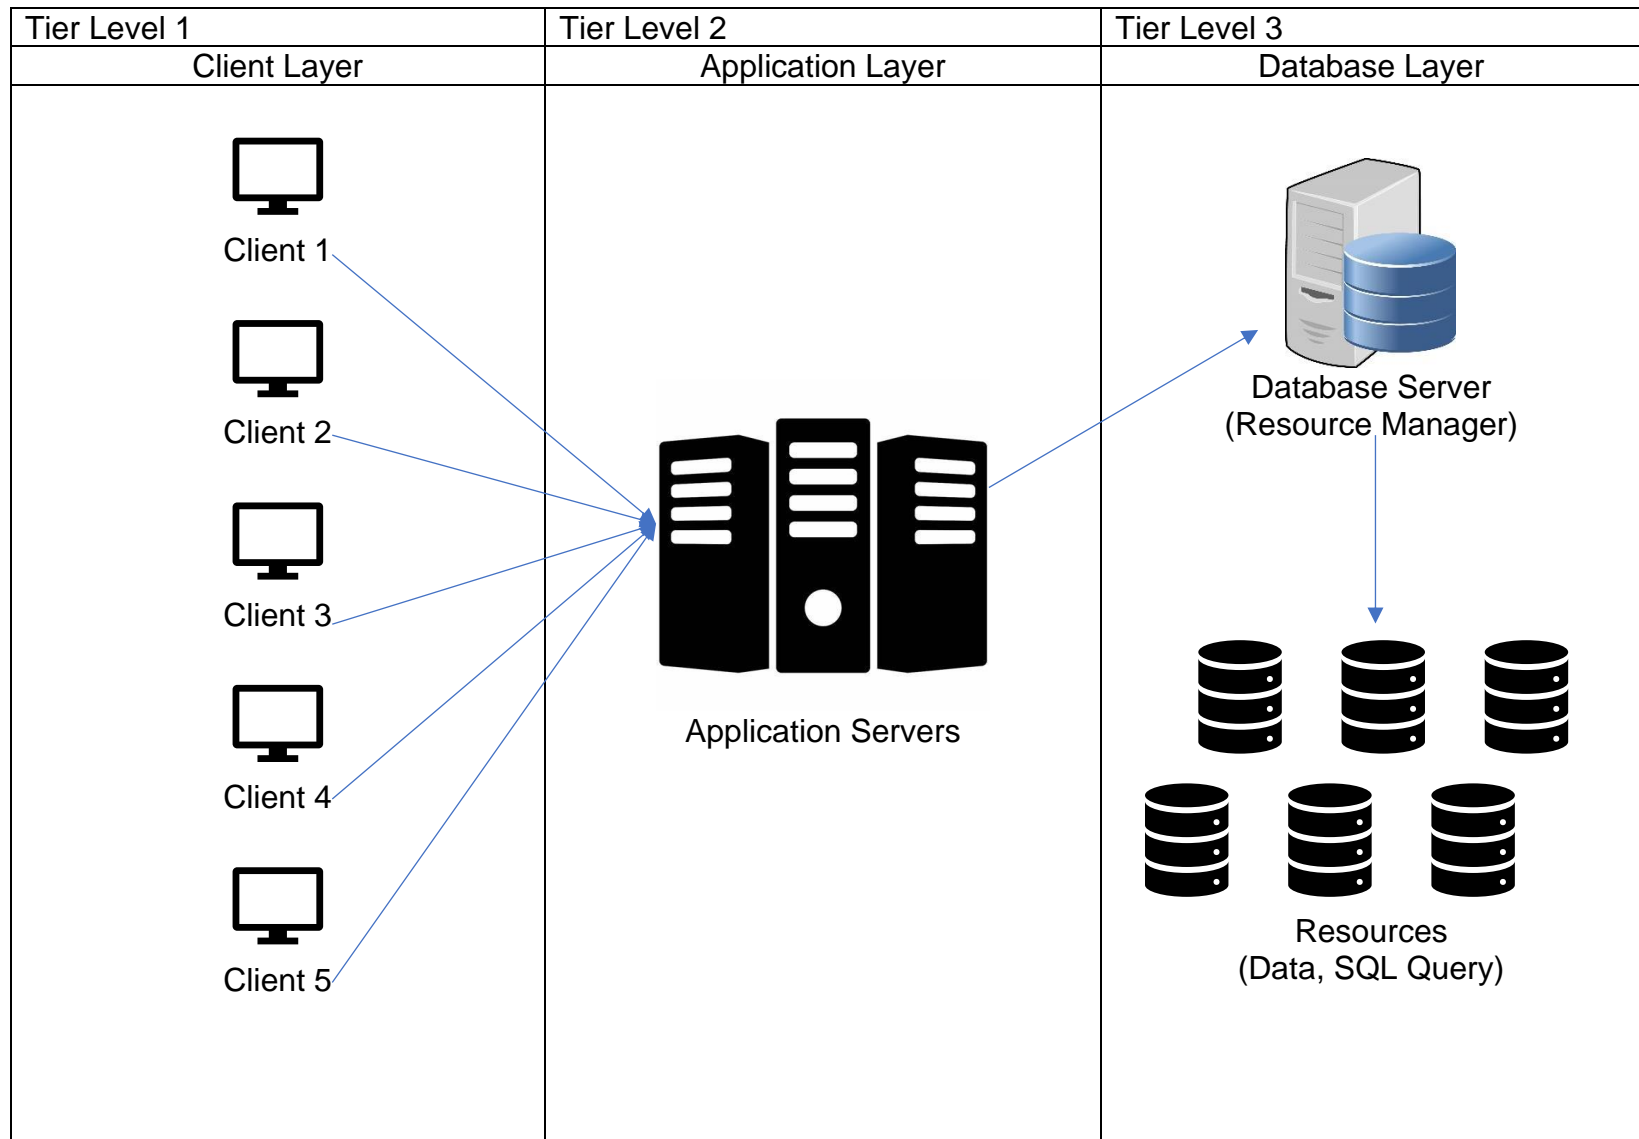 Tier Level 1
Tier Level 2
Tier Level 3
Client Layer
Application Layer
Database Layer
Client 1
Client 2
Client 3
Client 4
Client 5
Application Servers
Database Server
(Resource Manager)
Resources
(Data, SQL Query)